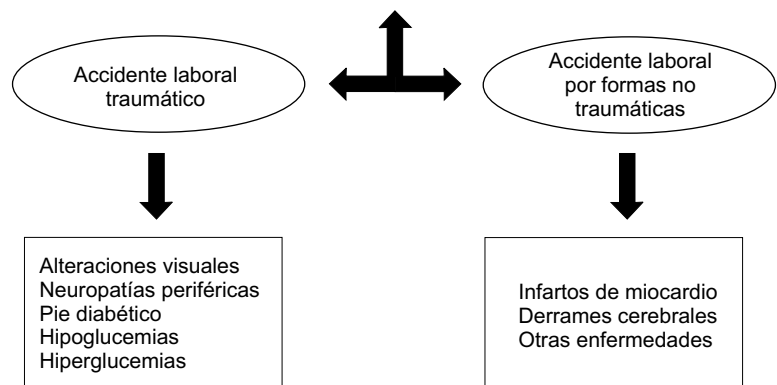 Accidente laboral
traumático
Accidente laboral
por formas no
traumáticas
Alteraciones visuales
Neuropatías periféricas
Pie diabético
Hipoglucemias
Hiperglucemias
Infartos de miocardio
Derrames cerebrales
Otras enfermedades